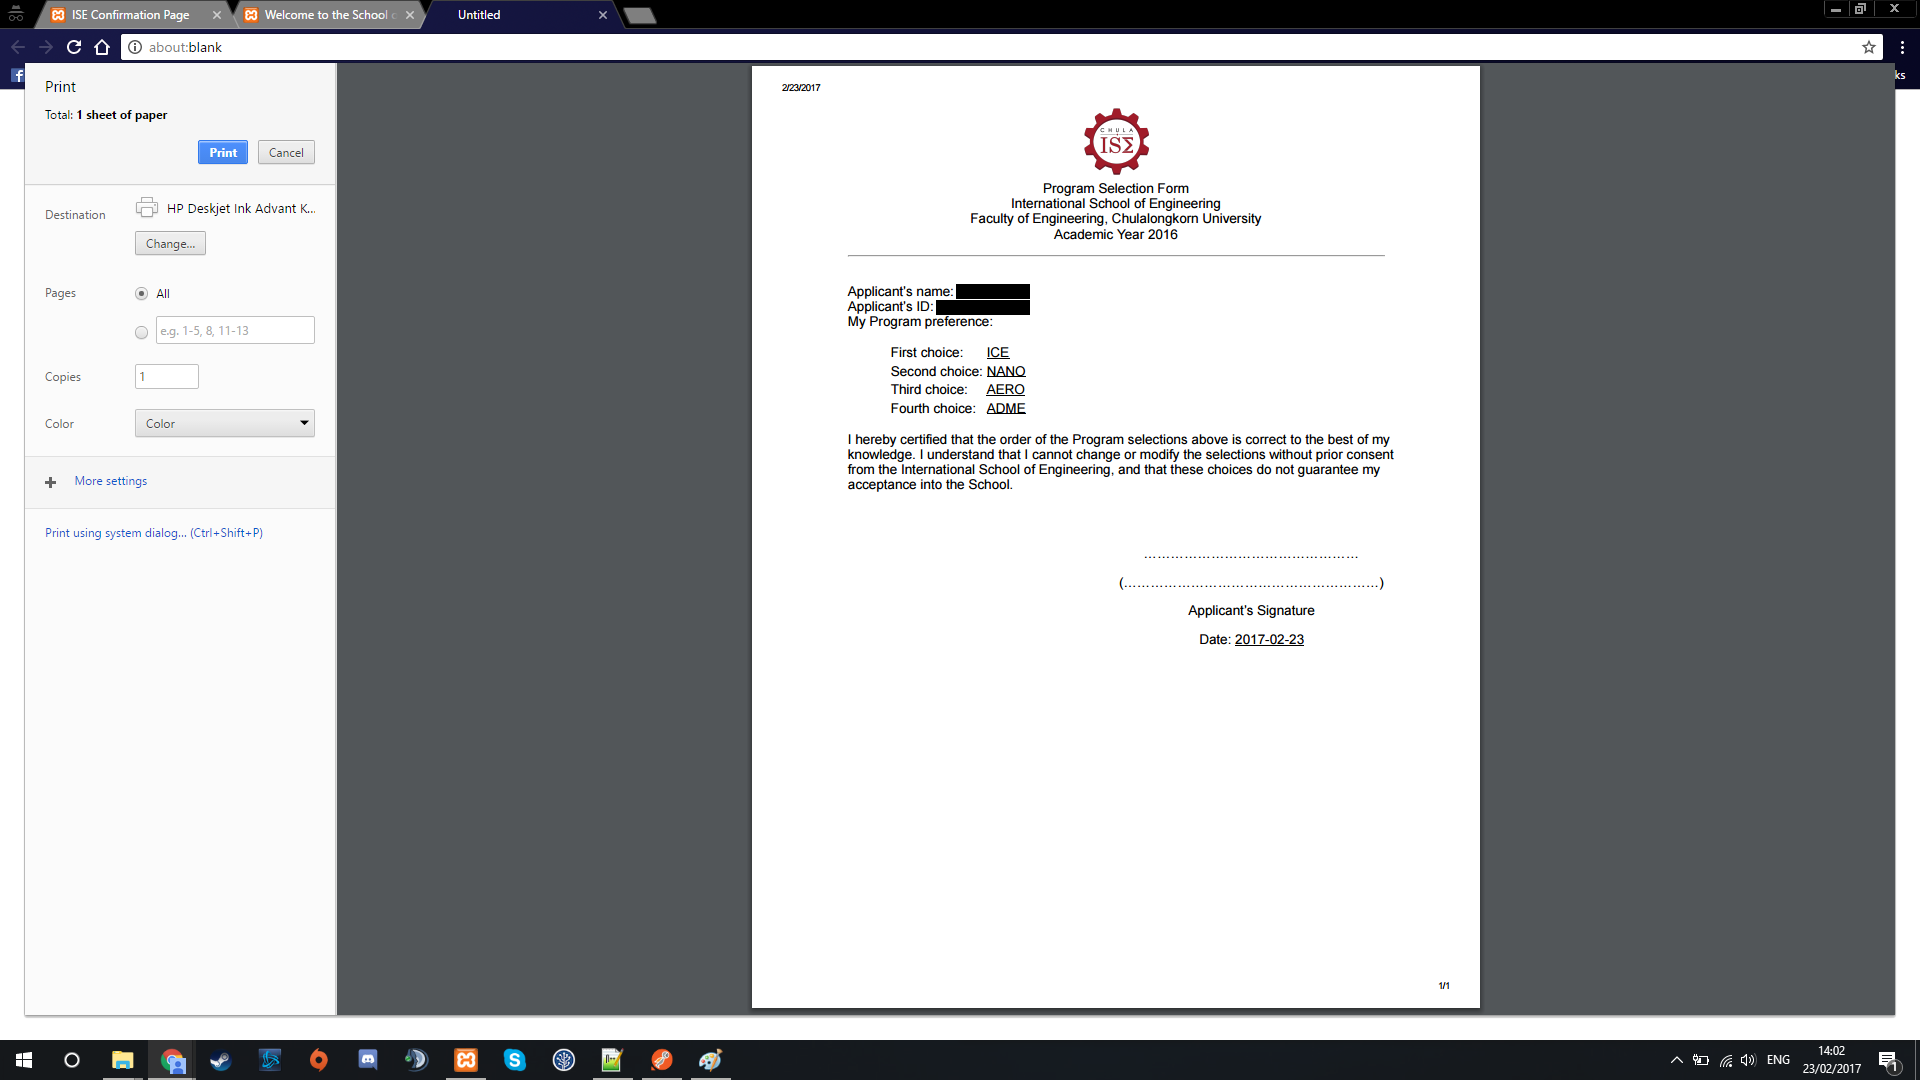 ISE Confirmation Page
Welcome to the School
Untitled
about:blank
ks
Print
Total: 1 sheet of paper
Print
Cancel
Destination
HP Deskjet Ink Advant K...
Change...
Pages
All
e.g. 1-5, 8, 11-13
Copies
1
Color
Color
More settings
Print using system dialog... (Ctrl+Shift+P)
2/23/2017
CHULA
ISΣ
Program Selection Form
International School of Engineering
Faculty of Engineering, Chulalongkorn University
Academic Year 2016
Applicant's name:
Applicant's ID:
My Program preference:
First choice: ICE
Second choice: NANO
Third choice: AERO
Fourth choice: ADME
I hereby certified that the order of the Program selections above is correct to the best of my
knowledge. I understand that I cannot change or modify the selections without prior consent
from the International School of Engineering, and that these choices do not guarantee my
acceptance into the School.
................................................
(.........................................................)
Applicant's Signature
Date: 2017-02-23
1/1
ENG
14:02
23/02/2017
1